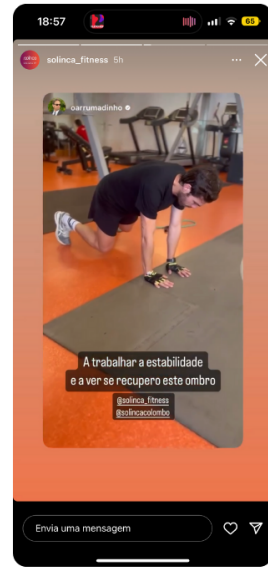 18:57
65
solinca_fitness 5h
oarrumadinho
A trabalhar a estabilidade
e a ver se recupero este ombro
@solinca_fitness
@solincacolombo
Envia uma mensagem